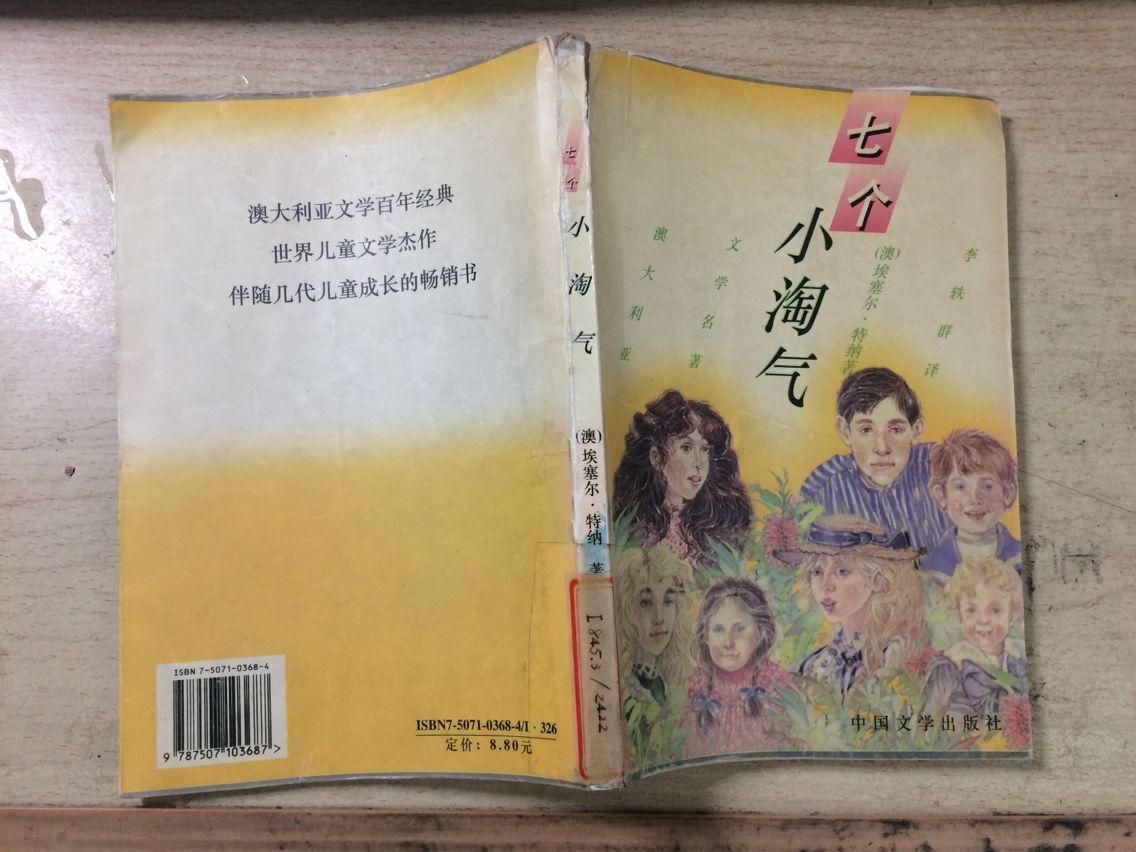 澳大利亚文学百年经典
世界儿童文学杰作
伴随几代儿童成长的畅销书
ISBN 7-5071-0368-4
9 787507 103687 >
ISBN7-5071-0368-4/I·326
定价：8.80元
七个小淘气
(澳)埃塞尔·特纳 著
I845.3/2422
七个
小淘气
(澳)埃塞尔·特纳著
李轶群译
澳大利亚
文学名著
中国文学出版社